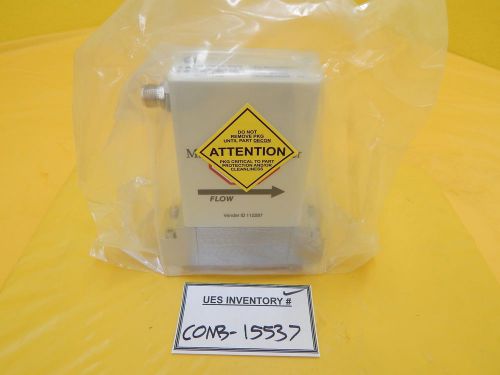 DO NOT
REMOVE PKG
UNTIL PART DECON
ATTENTION
PKG CRITICAL TO PART
PROTECTION AND/OR
CLEANLINESS
FLOW
Vendor ID 113397
UES INVENTORY #
CONB-15537